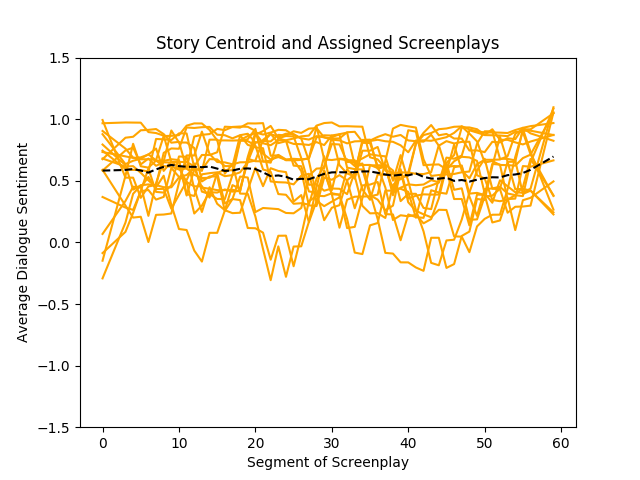 Story Centroid and Assigned Screenplays
1.5
1.0
0.5
0.0
−0.5
−1.0
−1.5
Average Dialogue Sentiment
0 10 20 30 40 50 60
Segment of Screenplay